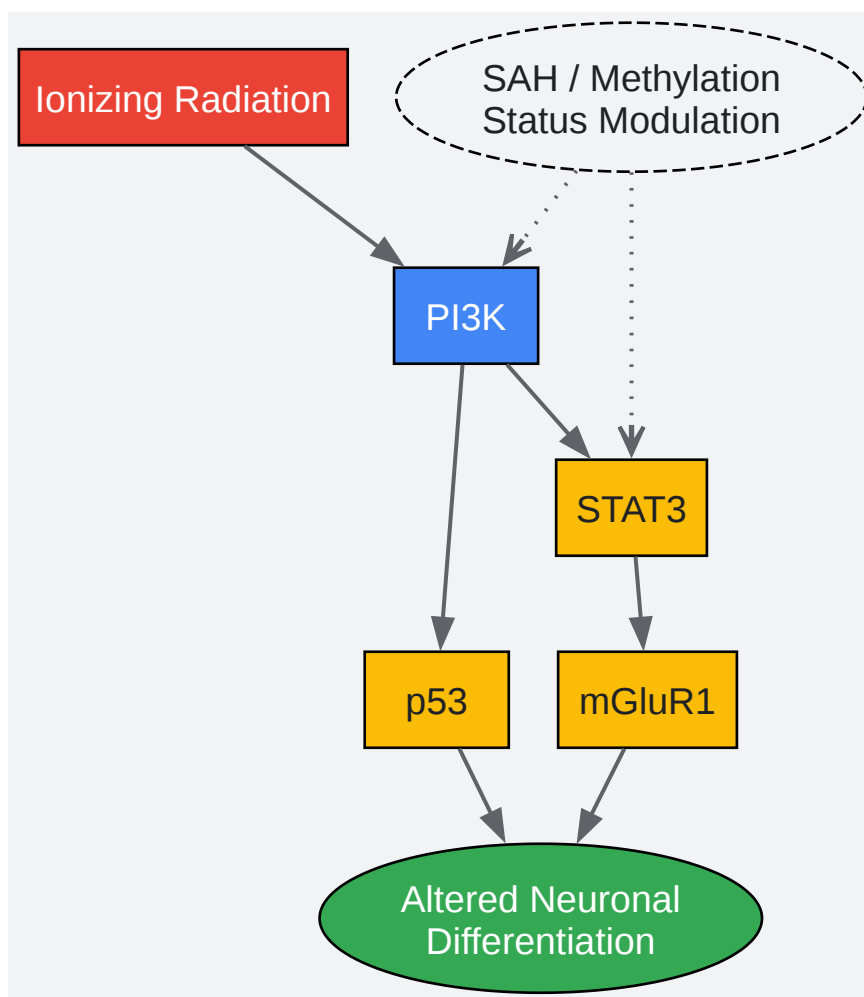 Ionizing Radiation
SAH / Methylation
Status Modulation
PI3K
STAT3
p53
mGluR1
Altered Neuronal
Differentiation